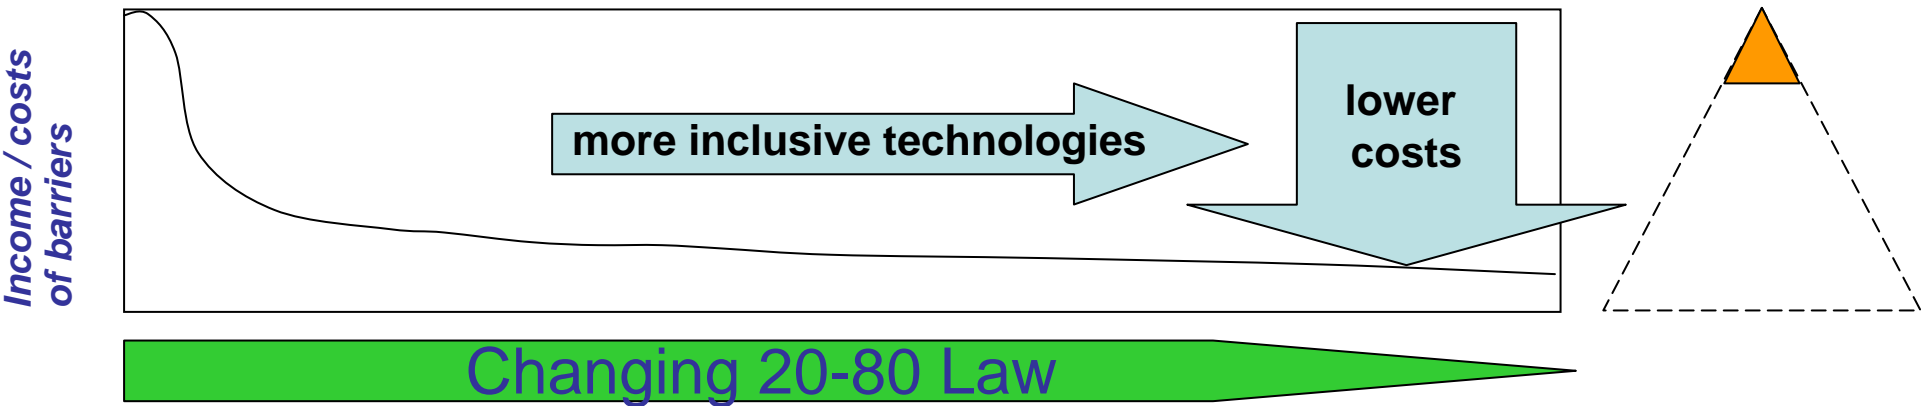 Income / costs
of barriers
more inclusive technologies
lower
costs
Changing 20-80 Law